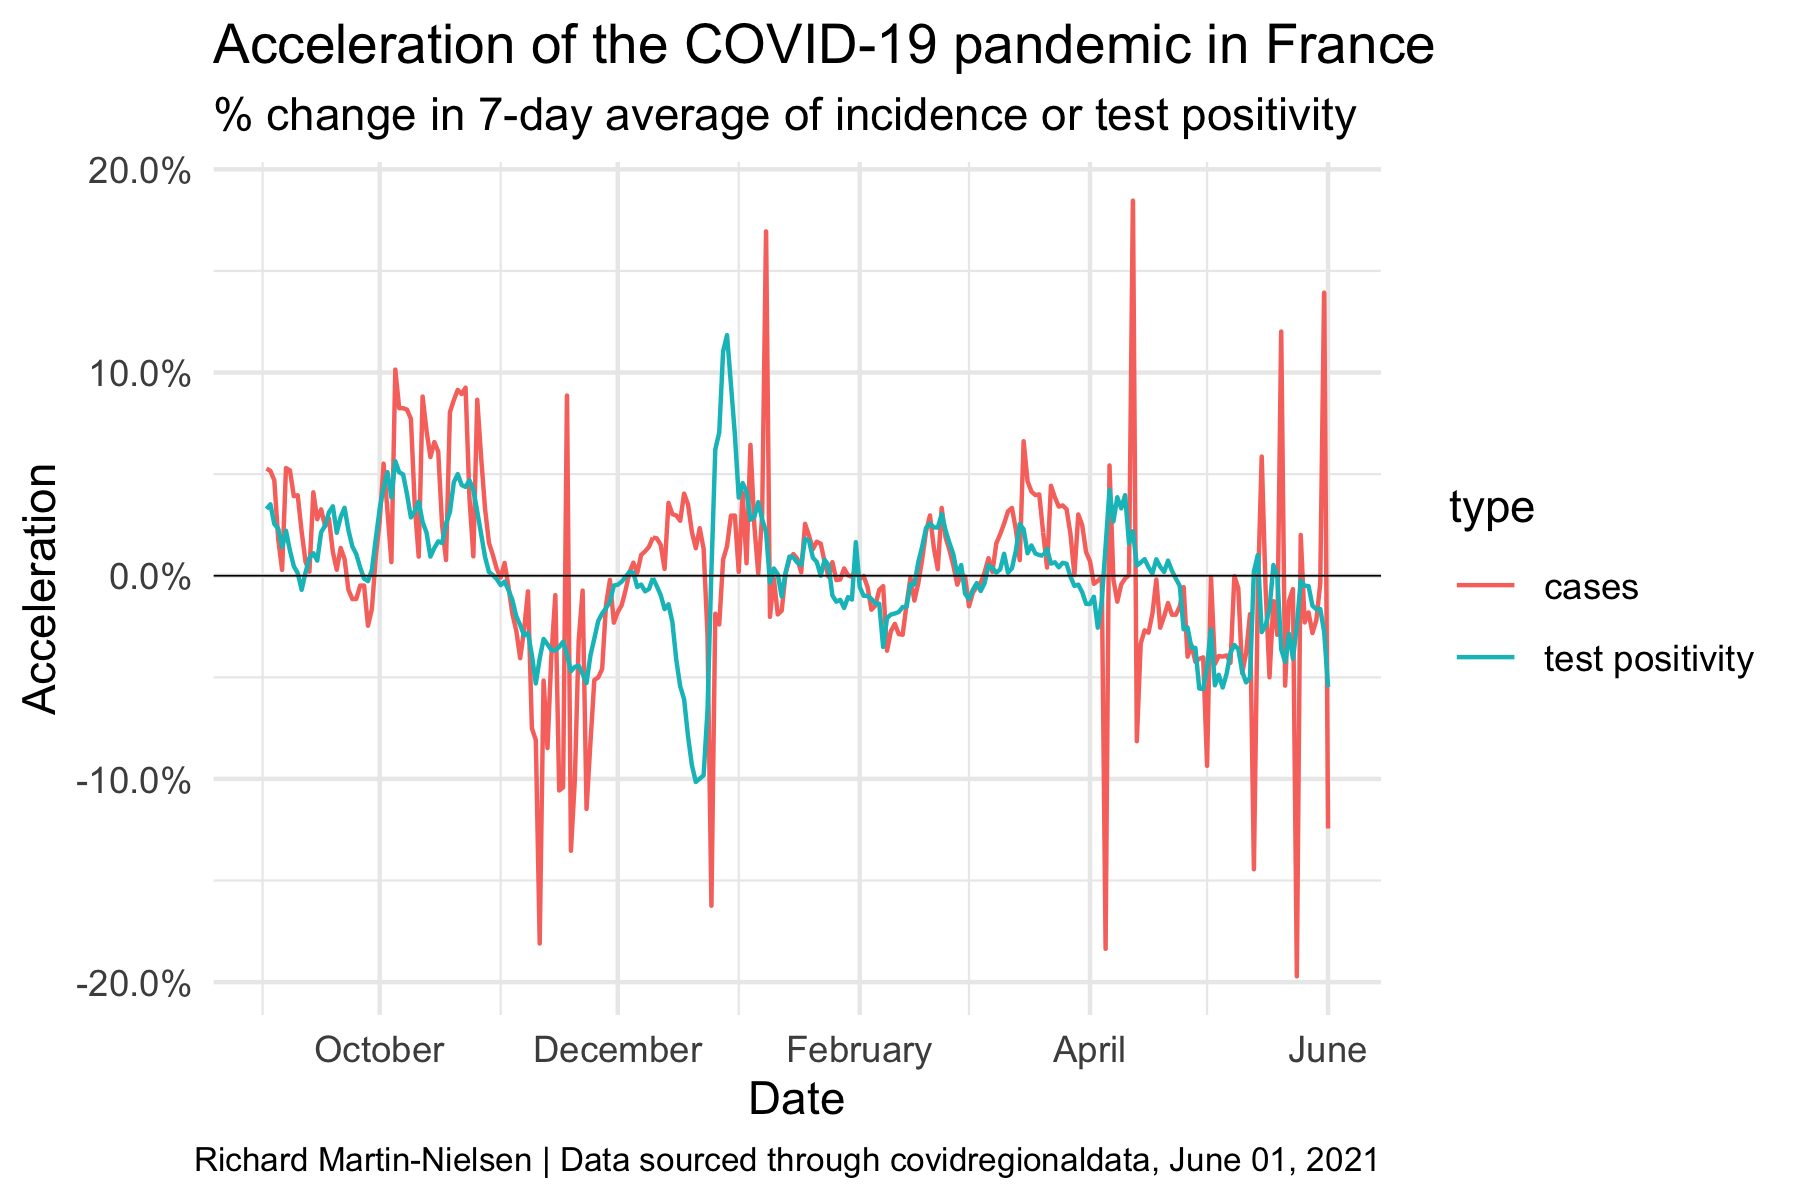 Acceleration of the COVID-19 pandemic in France
% change in 7-day average of incidence or test positivity
20.0%
10.0%
0.0%
-10.0%
-20.0%
Acceleration
October December February April June
Date
type
cases
test positivity
Richard Martin-Nielsen | Data sourced through covidregionaldata, June 01, 2021